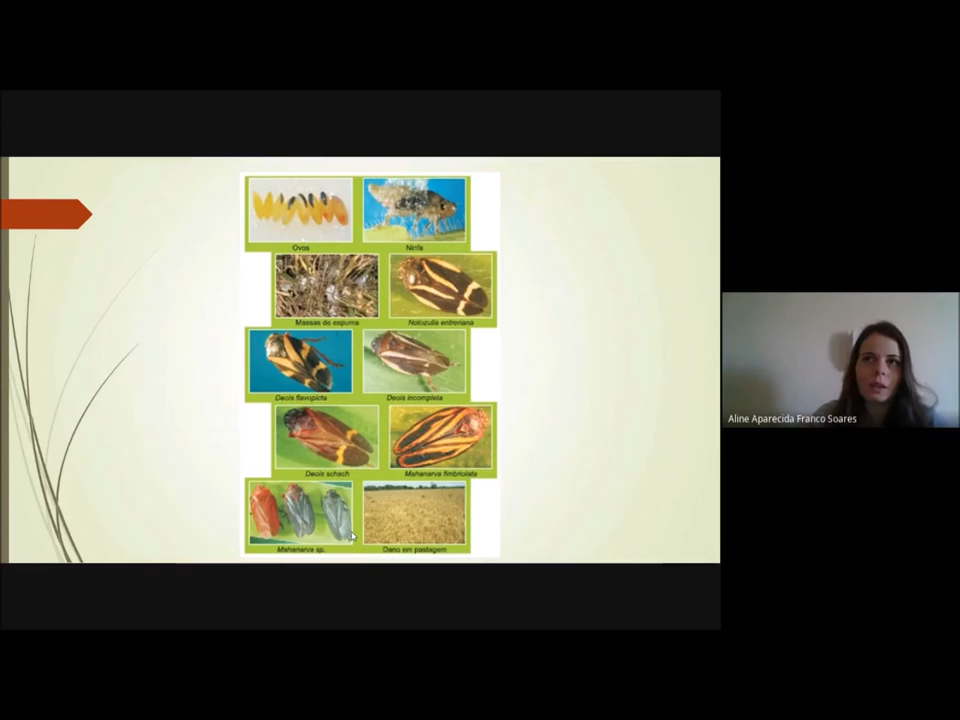 Ovos
Ninfa
Massas de espuma
Notozulia entreriana
Deois flavopicta
Deois incompleta
Deois schach
Mahanarva fimbriolata
Mahanarva sp.
Dano em pastagem
Aline Aparecida Franco Soares